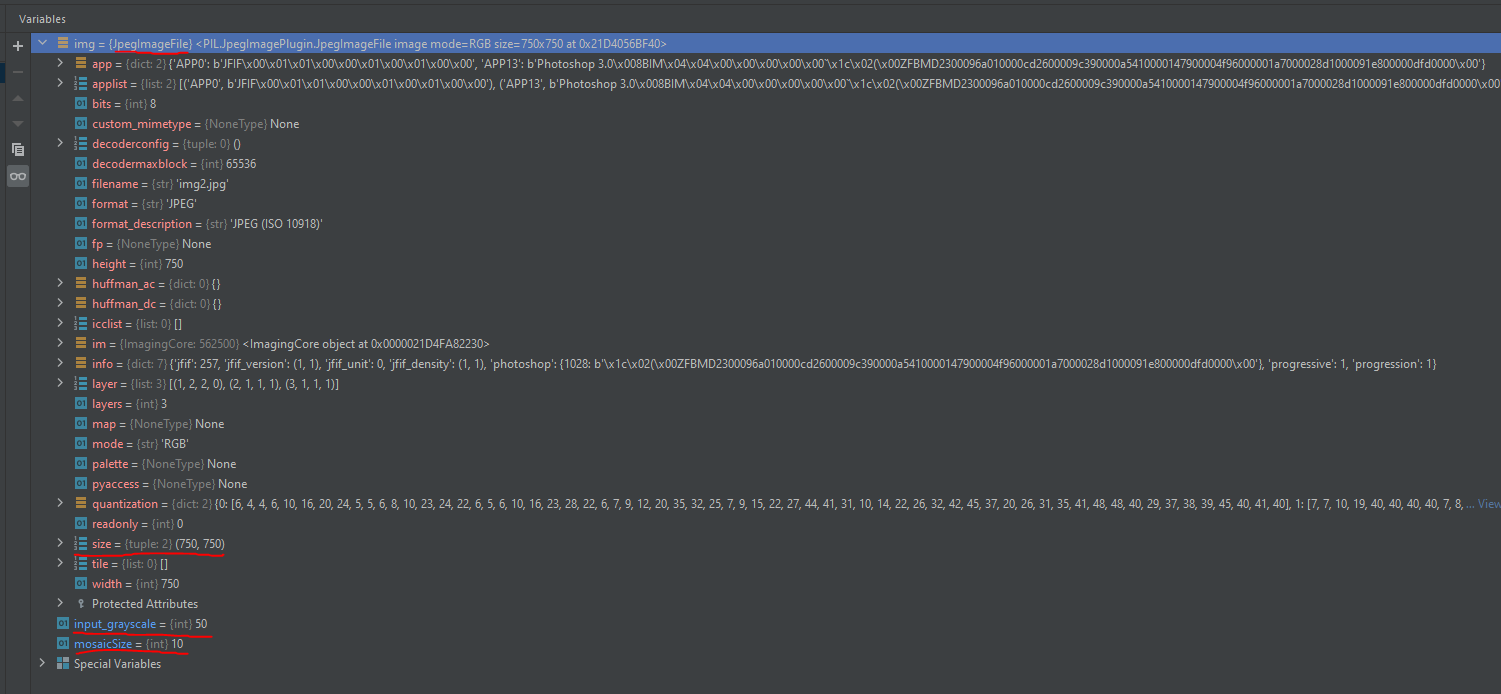 Variables
img = {JpegImageFile} <PIL.JpegImagePlugin.JpegImageFile image mode=RGB size=750x750 at 0x21D4056BF40>
app = {dict: 2} {'APP0': b'JFIF\x00\x01\x01\x00\x00\x01\x00\x01\x00\x00', 'APP13': b'Photoshop 3.0\x008BIM\x04\x04\x00\x00\x00\x00\x00`\x1c\x02(\x00ZFBMD2300096a010000cd2600009c390000a5410000147900004f96000001a7000028d1000091e800000dfd0000\x00'}
applist = {list: 2} [('APP0', b'JFIF\x00\x01\x01\x00\x00\x01\x00\x01\x00\x00'), ('APP13', b'Photoshop 3.0\x008BIM\x04\x04\x00\x00\x00\x00\x00`\x1c\x02(\x00ZFBMD2300096a010000cd2600009c390000a5410000147900004f96000001a7000028d1000091e800000dfd0000\x00
bits = {int} 8
custom_mimetype = {NoneType} None
decoderconfig = {tuple: 0} ()
decodermaxblock = {int} 65536
filename = {str} 'img2.jpg'
format = {str} 'JPEG'
format_description = {str} 'JPEG (ISO 10918)'
fp = {NoneType} None
height = {int} 750
huffman_ac = {dict: 0} {}
huffman_dc = {dict: 0} {}
icclist = {list: 0} []
im = {ImagingCore: 562500} <ImagingCore object at 0x0000021D4FA82230>
info = {dict: 7} {'jfif': 257, 'jfif_version': (1, 1), 'jfif_unit': 0, 'jfif_density': (1, 1), 'photoshop': {1028: b'\x1c\x02(\x00ZFBMD2300096a010000cd2600009c390000a5410000147900004f96000001a7000028d1000091e800000dfd0000\x00'}, 'progressive': 1, 'progression': 1}
layer = {list: 3} [(1, 2, 2, 0), (2, 1, 1, 1), (3, 1, 1, 1)]
layers = {int} 3
map = {NoneType} None
mode = {str} 'RGB'
palette = {NoneType} None
pyaccess = {NoneType} None
quantization = {dict: 2} {0: [6, 4, 4, 6, 10, 16, 20, 24, 5, 5, 6, 8, 10, 23, 24, 22, 6, 5, 6, 10, 16, 23, 28, 22, 6, 7, 9, 12, 20, 35, 32, 25, 7, 9, 15, 22, 27, 44, 41, 31, 10, 14, 22, 26, 32, 42, 45, 37, 20, 26, 31, 35, 41, 48, 48, 40, 29, 37, 38, 39, 45, 40, 41, 40], 1: [7, 7, 10, 19, 40, 40, 40, 40, 7, 8, ... View
readonly = {int} 0
size = {tuple: 2} (750, 750)
tile = {list: 0} []
width = {int} 750
Protected Attributes
input_grayscale = {int} 50
mosaicSize = {int} 10
Special Variables